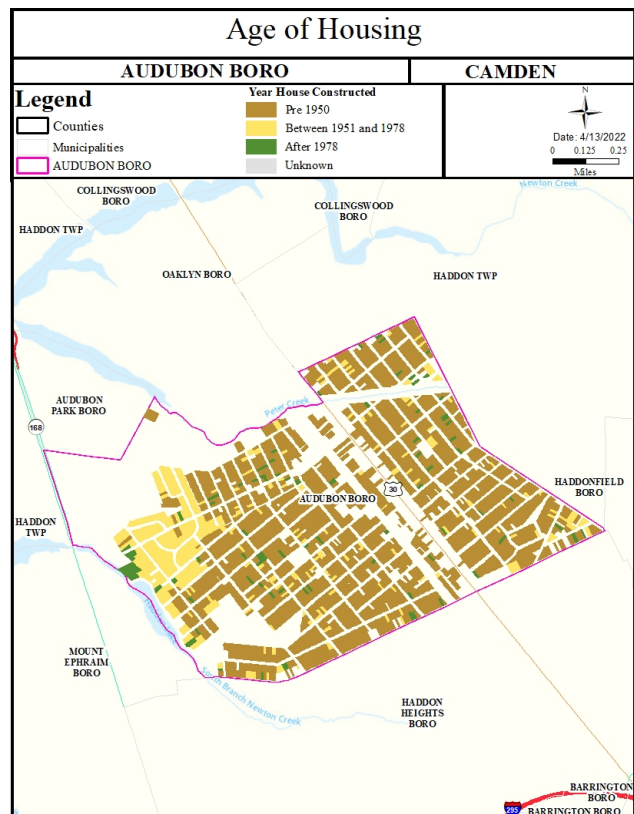 Age of Housing
AUDUBON BORO
CAMDEN
Legend
Counties
Municipalities
AUDUBON BORO
Year House Constructed
Pre 1950
Between 1951 and 1978
After 1978
Unknown
N
Date: 4/13/2022
0 0.125 0.25
Miles
COLLINGSWOOD
BORO
Newton Creek
COLLINGSWOOD
BORO
HADDON TWP
OAKLYN BORO
HADDON TWP
AUDUBON
PARK BORO
Peter Creek
168
HADDONFIELD
BORO
30
AUDUBON BORO
HADDON
TWP
MOUNT
EPHRAIM
BORO
South Branch Newton Creek
HADDON
HEIGHTS
BORO
BARRINGTON
BORO
295
BARRINGTON BORO